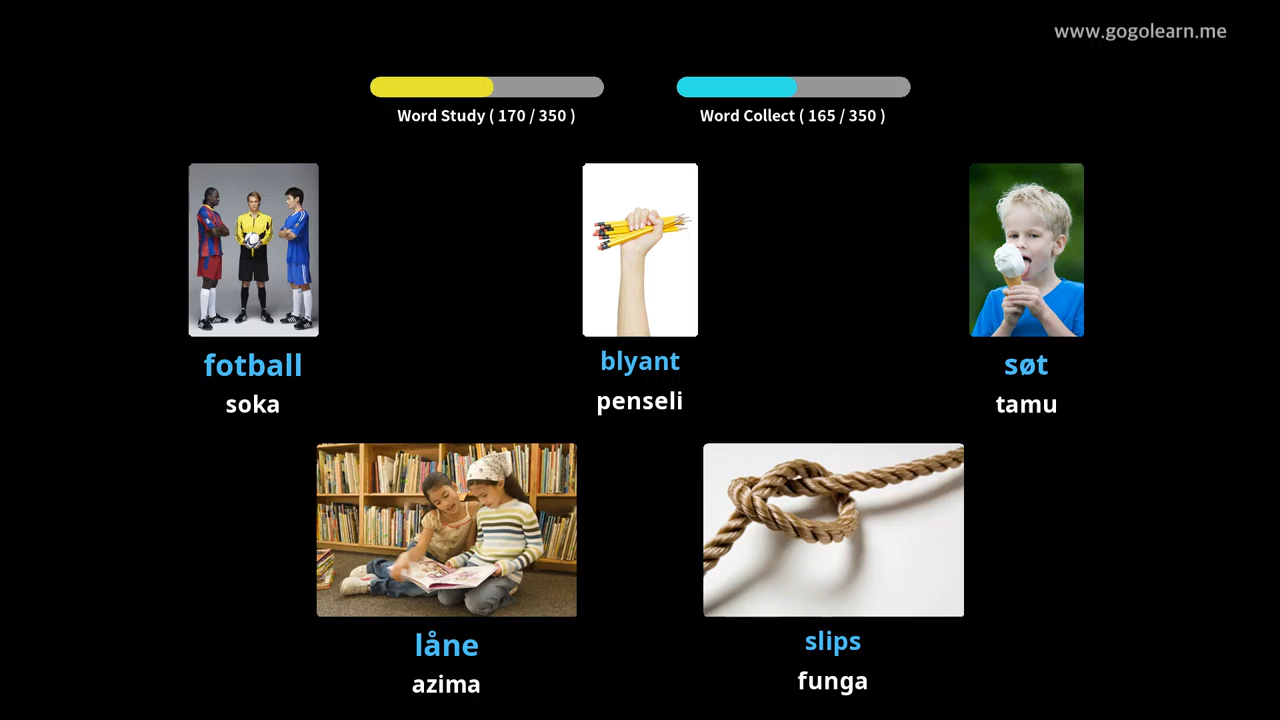 www.gogolearn.me
Word Study ( 170 / 350 )
Word Collect ( 165 / 350 )
fotball
soka
blyant
penseli
søt
tamu
låne
azima
slips
funga